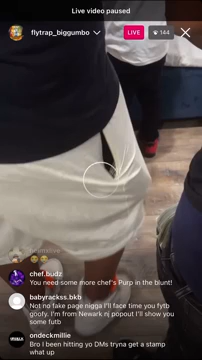 Live video paused
flytrap_biggumbo
LIVE
144
chef.budz
You need some more chef's Purp in the blunt!
babyrackss.bkb
Not no fake page nigga I'll face time you fytb
goofy. I'm from Newark nj popout I'll show you
some futb
ondeckmillie
Bro I been hitting yo DMs tryna get a stamp
what up